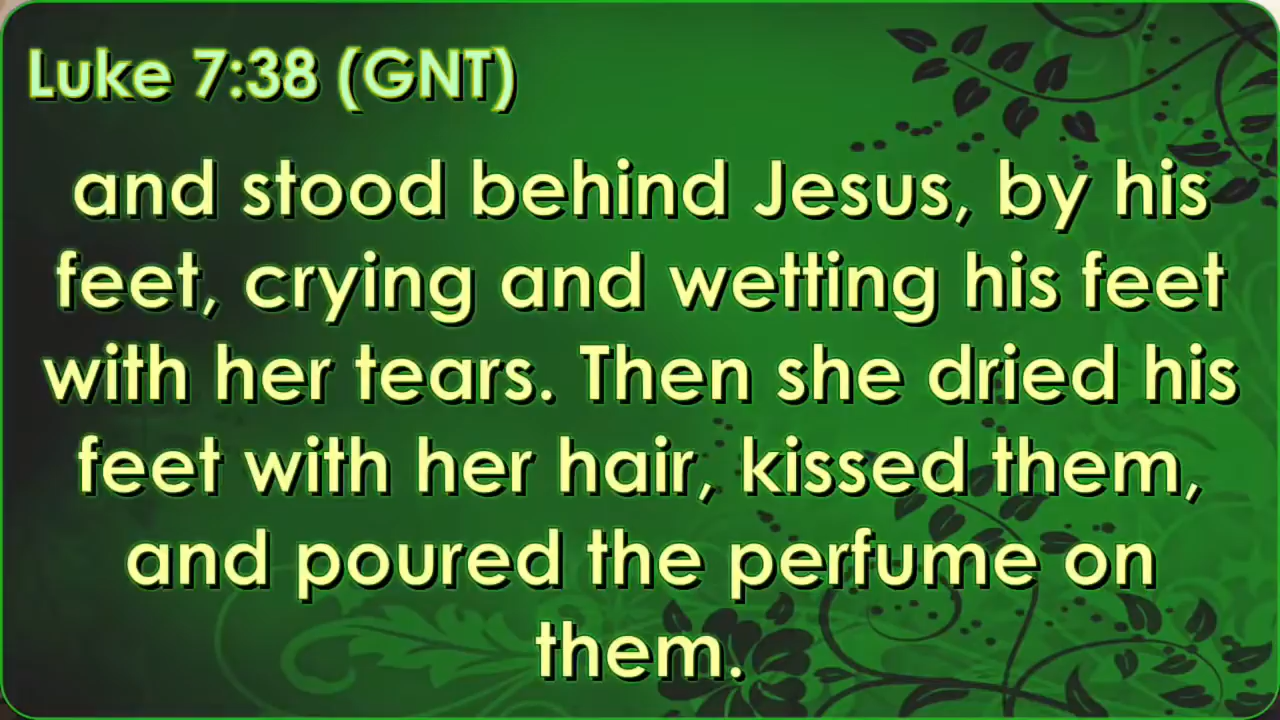 Luke 7:38 (GNT)
and stood behind Jesus, by his
feet, crying and wetting his feet
with her tears. Then she dried his
feet with her hair, kissed them,
and poured the perfume on
them.